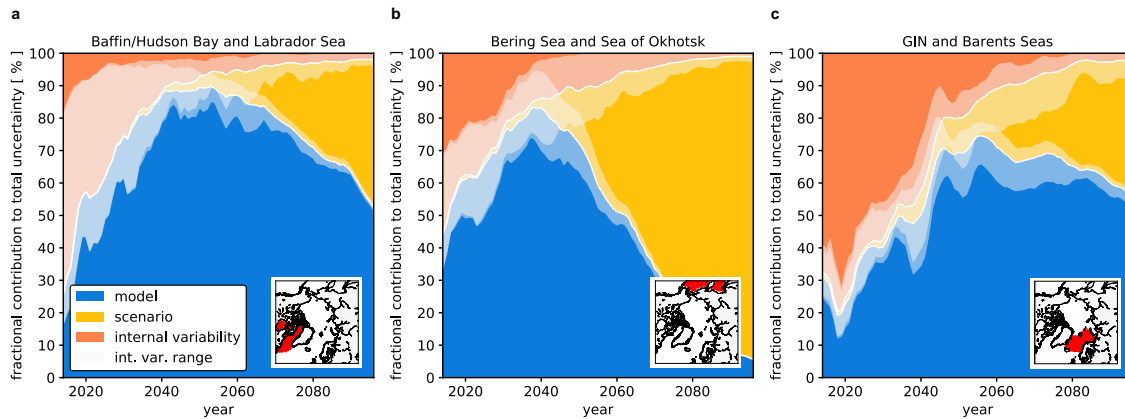 a
b
c
Baffin/Hudson Bay and Labrador Sea
Bering Sea and Sea of Okhotsk
GIN and Barents Seas
fractional contribution to total uncertainty [ % ]
100
90
80
70
60
50
40
30
20
10
0
model
scenario
internal variability
int. var. range
2020
2040
2060
2080
year
fractional contribution to total uncertainty [ % ]
100
90
80
70
60
50
40
30
20
10
0
2020
2040
2060
2080
year
fractional contribution to total uncertainty [ % ]
100
90
80
70
60
50
40
30
20
10
0
2020
2040
2060
2080
year